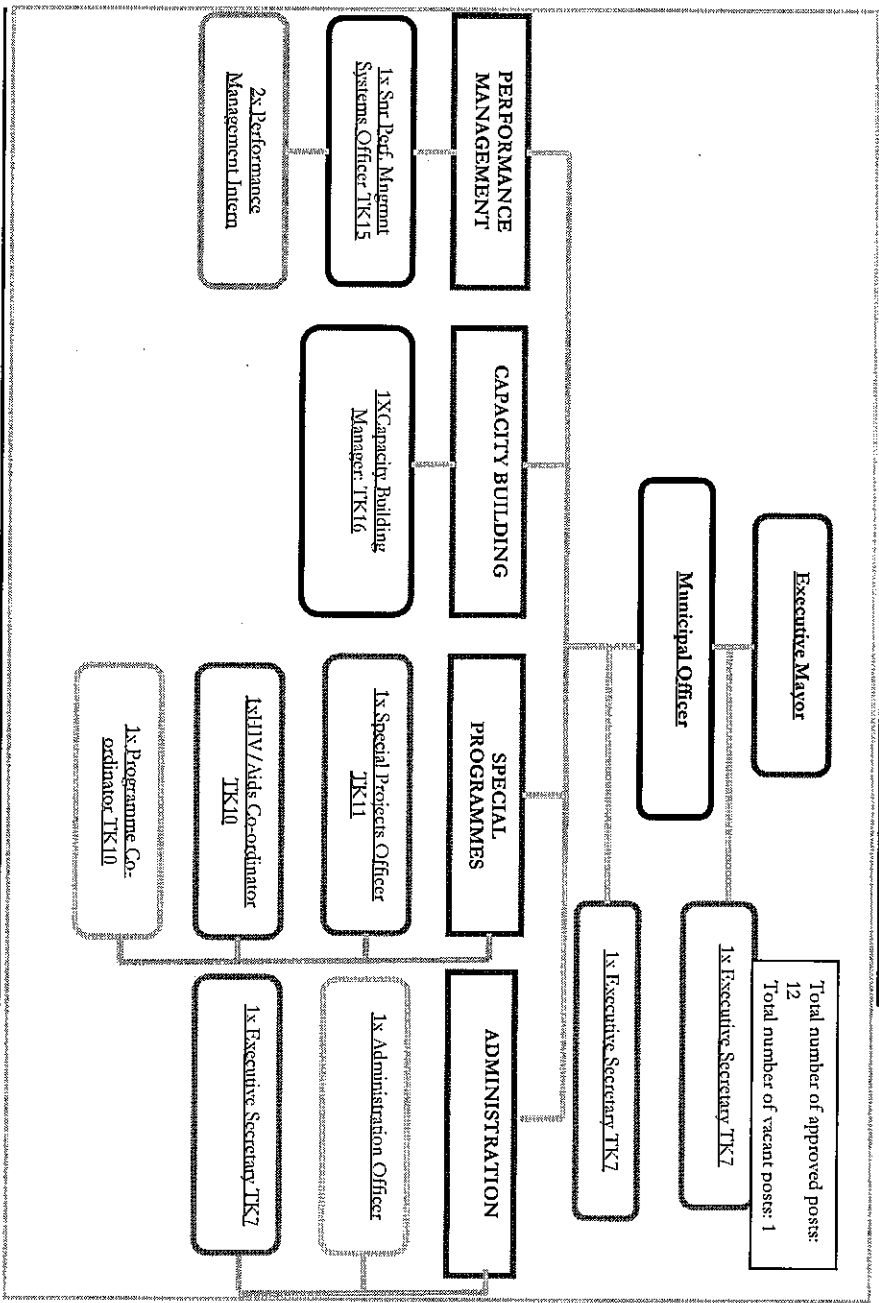 Executive Mayor
Total number of approved posts:
12
Total number of vacant posts: 1
1x Executive Secretary TK7
Municipal Officer
1x Executive Secretary TK7
PERFORMANCE
MANAGEMENT
CAPACITY BUILDING
SPECIAL
PROGRAMMES
ADMINISTRATION
1x Snr Perf. Mngmnt
Systems Officer TK15
1XCapacity Building
Manager: TK16
1x Special Projects Officer
TK11
1x Administration Officer
2x Performance
Management Intern
1xHIV/Aids Co-ordinator
TK10
1x Executive Secretary TK7
1x Programme Co-
ordinator TK10